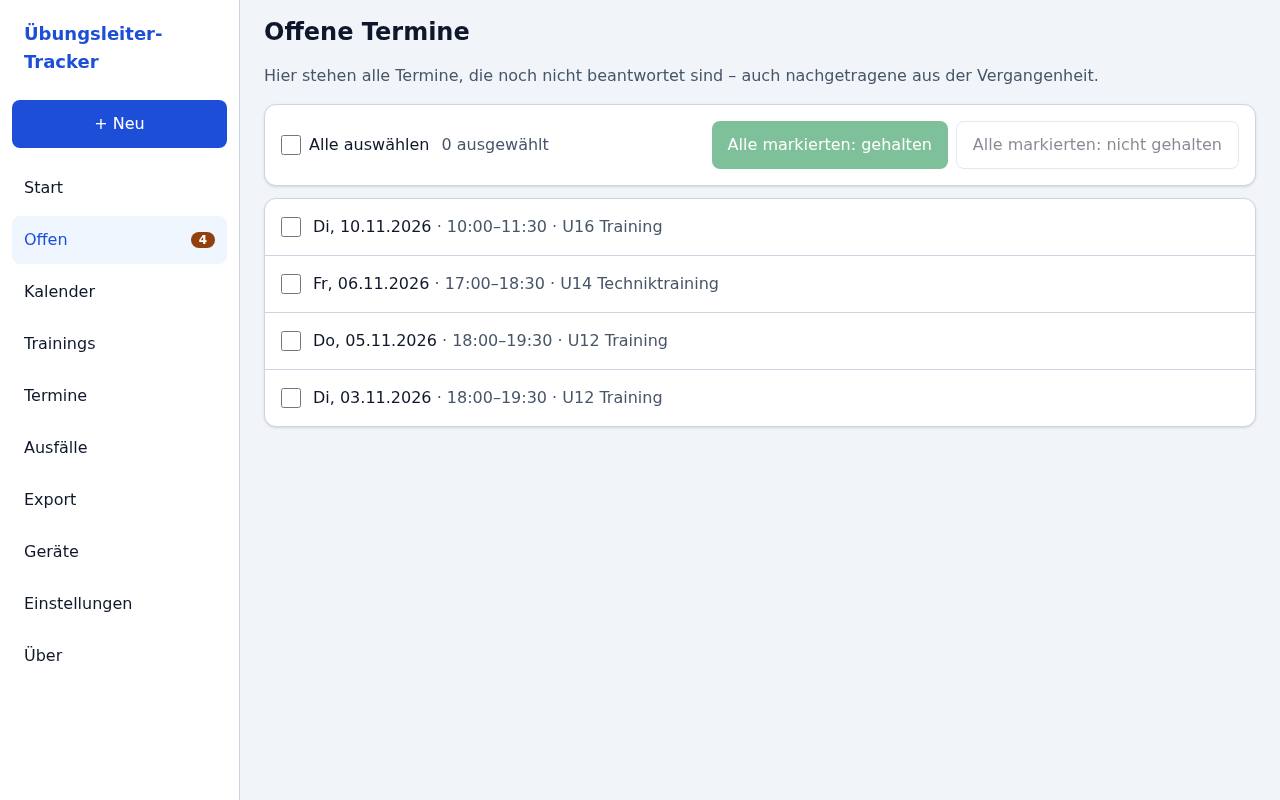 Übungsleiter-
Tracker
+ Neu
Start
Offen 4
Kalender
Trainings
Termine
Ausfälle
Export
Geräte
Einstellungen
Über
Offene Termine
Hier stehen alle Termine, die noch nicht beantwortet sind – auch nachgetragene aus der Vergangenheit.
Alle auswählen 0 ausgewählt Alle markierten: gehalten Alle markierten: nicht gehalten
Di, 10.11.2026 · 10:00–11:30 · U16 Training
Fr, 06.11.2026 · 17:00–18:30 · U14 Techniktraining
Do, 05.11.2026 · 18:00–19:30 · U12 Training
Di, 03.11.2026 · 18:00–19:30 · U12 Training